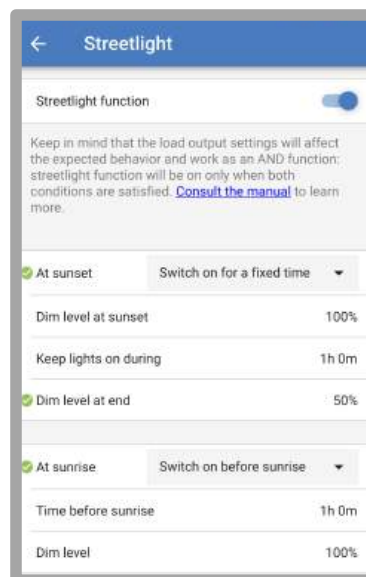 Streetlight
Streetlight function
Keep in mind that the load output settings will affect
the expected behavior and work as an AND function:
streetlight function will be on only when both
conditions are satisfied. Consult the manual to learn
more.
At sunset Switch on for a fixed time
Dim level at sunset 100%
Keep lights on during 1h 0m
Dim level at end 50%
At sunrise Switch on before sunrise
Time before sunrise 1h 0m
Dim level 100%